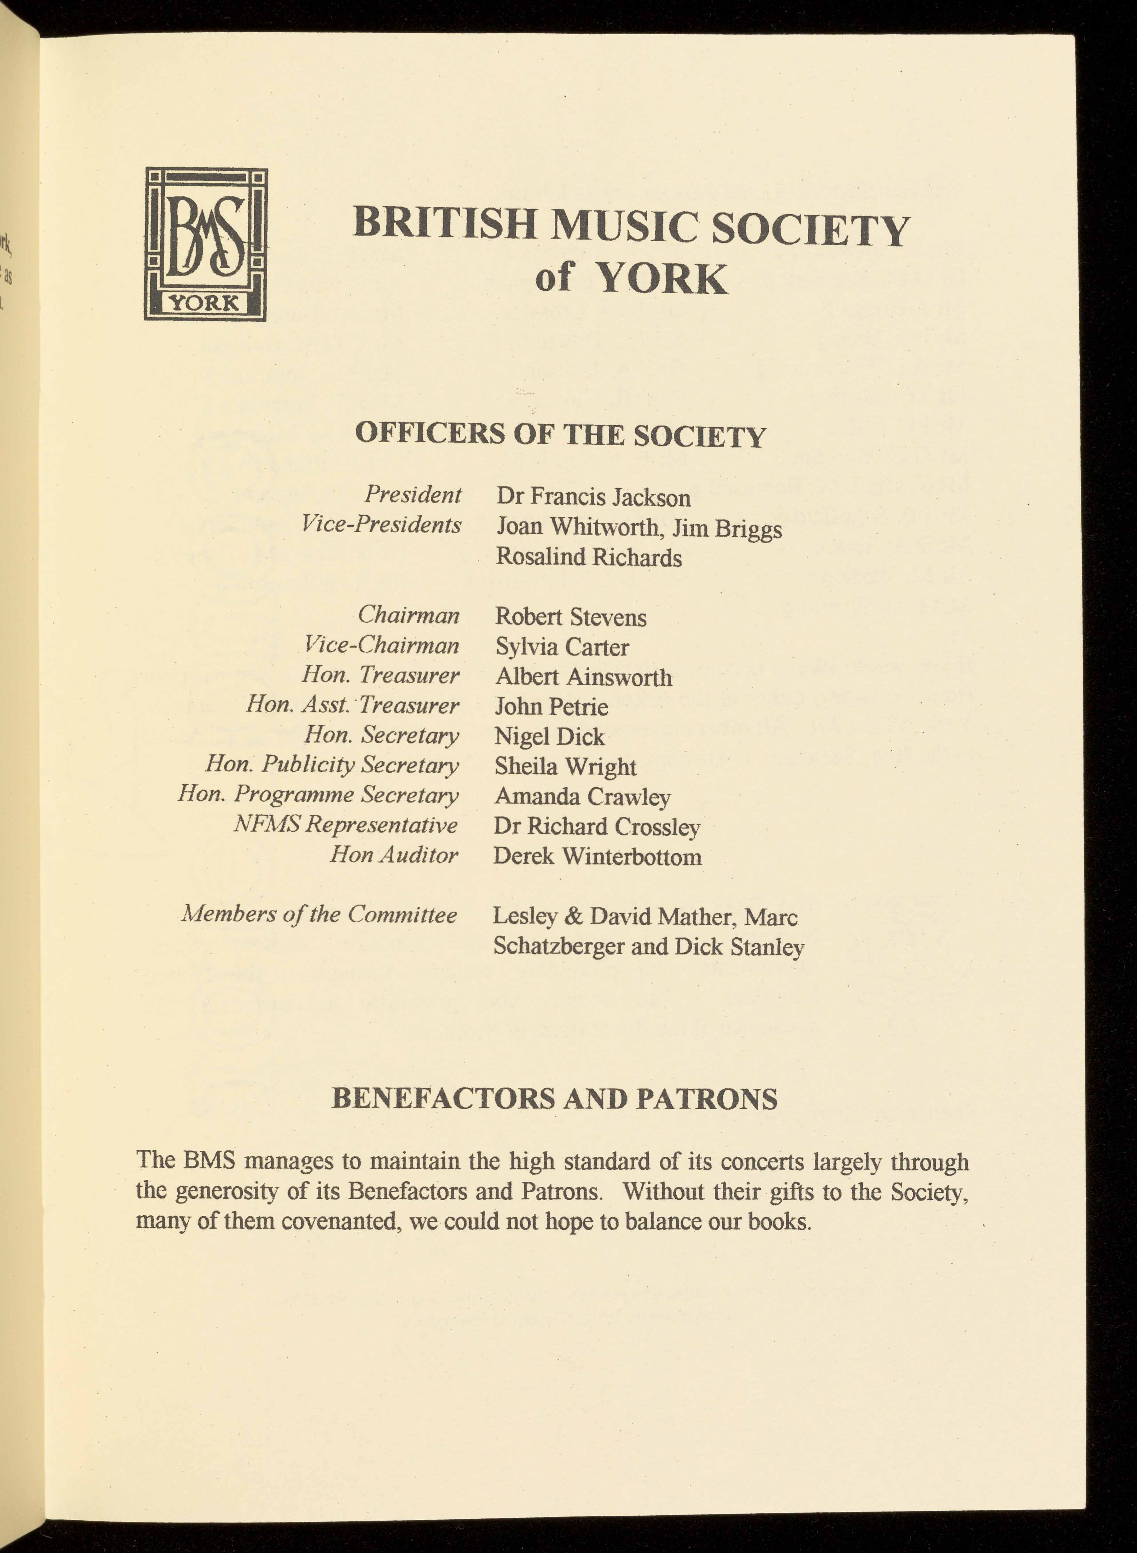 rk,
as
BMS
YORK
BRITISH MUSIC SOCIETY
of YORK
OFFICERS OF THE SOCIETY
President Dr Francis Jackson
Vice-Presidents Joan Whitworth, Jim Briggs
Rosalind Richards
Chairman Robert Stevens
Vice-Chairman Sylvia Carter
Hon. Treasurer Albert Ainsworth
Hon. Asst. Treasurer John Petrie
Hon. Secretary Nigel Dick
Hon. Publicity Secretary Sheila Wright
Hon. Programme Secretary Amanda Crawley
NFMS Representative Dr Richard Crossley
Hon Auditor Derek Winterbottom
Members of the Committee Lesley & David Mather, Marc
Schatzberger and Dick Stanley
BENEFACTORS AND PATRONS
The BMS manages to maintain the high standard of its concerts largely through
the generosity of its Benefactors and Patrons. Without their gifts to the Society,
many of them covenanted, we could not hope to balance our books.